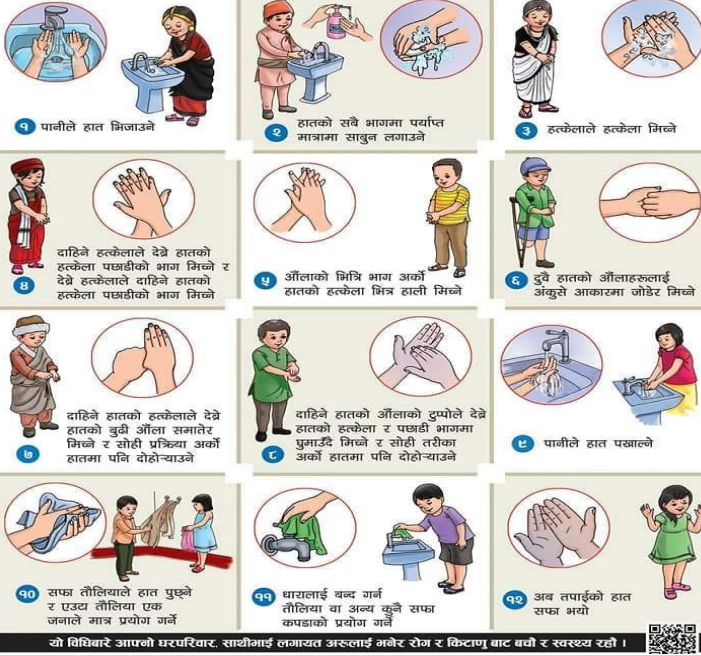 १ पानीले हात भिजाउने
२ हातको सबै भागमा पर्याप्त
मात्रामा साबुन लगाउने
३ हत्केलाले हत्केला मिच्ने
४ दाहिने हत्केलाले देब्रे हातको
हत्केला पछाडीको भाग मिच्ने र
देब्रे हत्केलाले दाहिने हातको
हत्केला पछाडीको भाग मिच्ने
५ औंलाको भित्रि भाग अर्को
हातको हत्केला भित्र हाली मिच्ने
६ दुवै हातको औंलाहरुलाई
अंकुसे आकारमा जोडेर मिच्ने
७ दाहिने हातको हत्केलाले देब्रे
हातको बुढी औंला समातेर
मिच्ने र सोही प्रक्रिया अर्को
हातमा पनि दोहोऱ्याउने
८ दाहिने हातको औंलाको टुप्पोले देब्रे
हातको हत्केला र पछाडी भागमा
घुमाउँदै मिच्ने र सोही तरीका
अर्को हातमा पनि दोहोऱ्याउने
९ पानीले हात पखाल्ने
१० सफा तौलियाले हात पुछ्ने
र एउटा तौलिया एक
जनाले मात्र प्रयोग गर्ने
११ धारालाई बन्द गर्न
तौलिया वा अन्य कुनै सफा
कपडाको प्रयोग गर्ने
१२ अब तपाईको हात
सफा भयो
यो विधिबारे आफ्नो घरपरिवार, साथीभाई लगायत अरुलाई भनेर रोग र किटाणु बाट बचौ र स्वस्थ्य रहौ ।